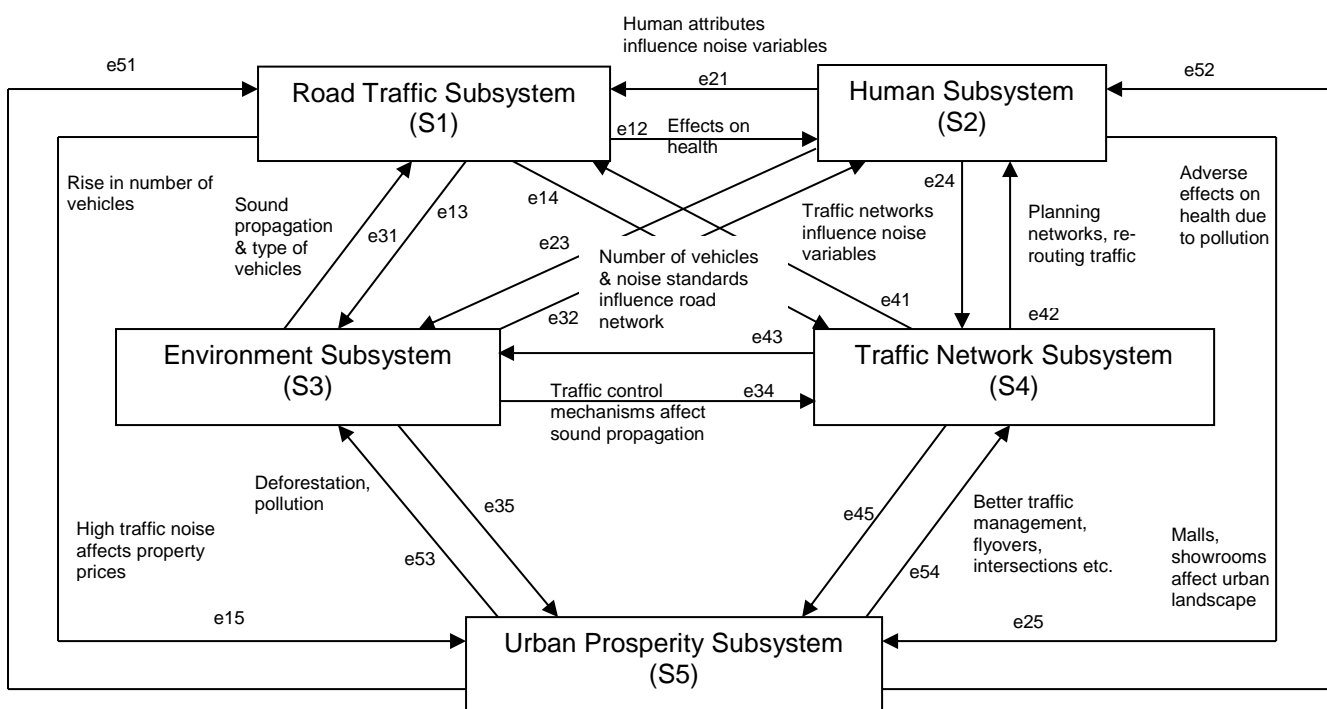 Human attributes
influence noise variables
e51
e21
e52
Road Traffic Subsystem
(S1)
Human Subsystem
(S2)
e12
Effects on
health
Rise in number of
vehicles
Sound
propagation
& type of
vehicles
e31
e13
e14
e23
e32
Number of vehicles
& noise standards
influence road
network
Traffic networks
influence noise
variables
e24
e41
Planning
networks, re-
routing traffic
e42
Adverse
effects on
health due
to pollution
Environment Subsystem
(S3)
e43
Traffic Network Subsystem
(S4)
Traffic control
mechanisms affect
sound propagation
e34
Deforestation,
pollution
e35
e53
High traffic noise
affects property
prices
e15
e45
e54
Better traffic
management,
flyovers,
intersections etc.
Malls,
showrooms
affect urban
landscape
e25
Urban Prosperity Subsystem
(S5)